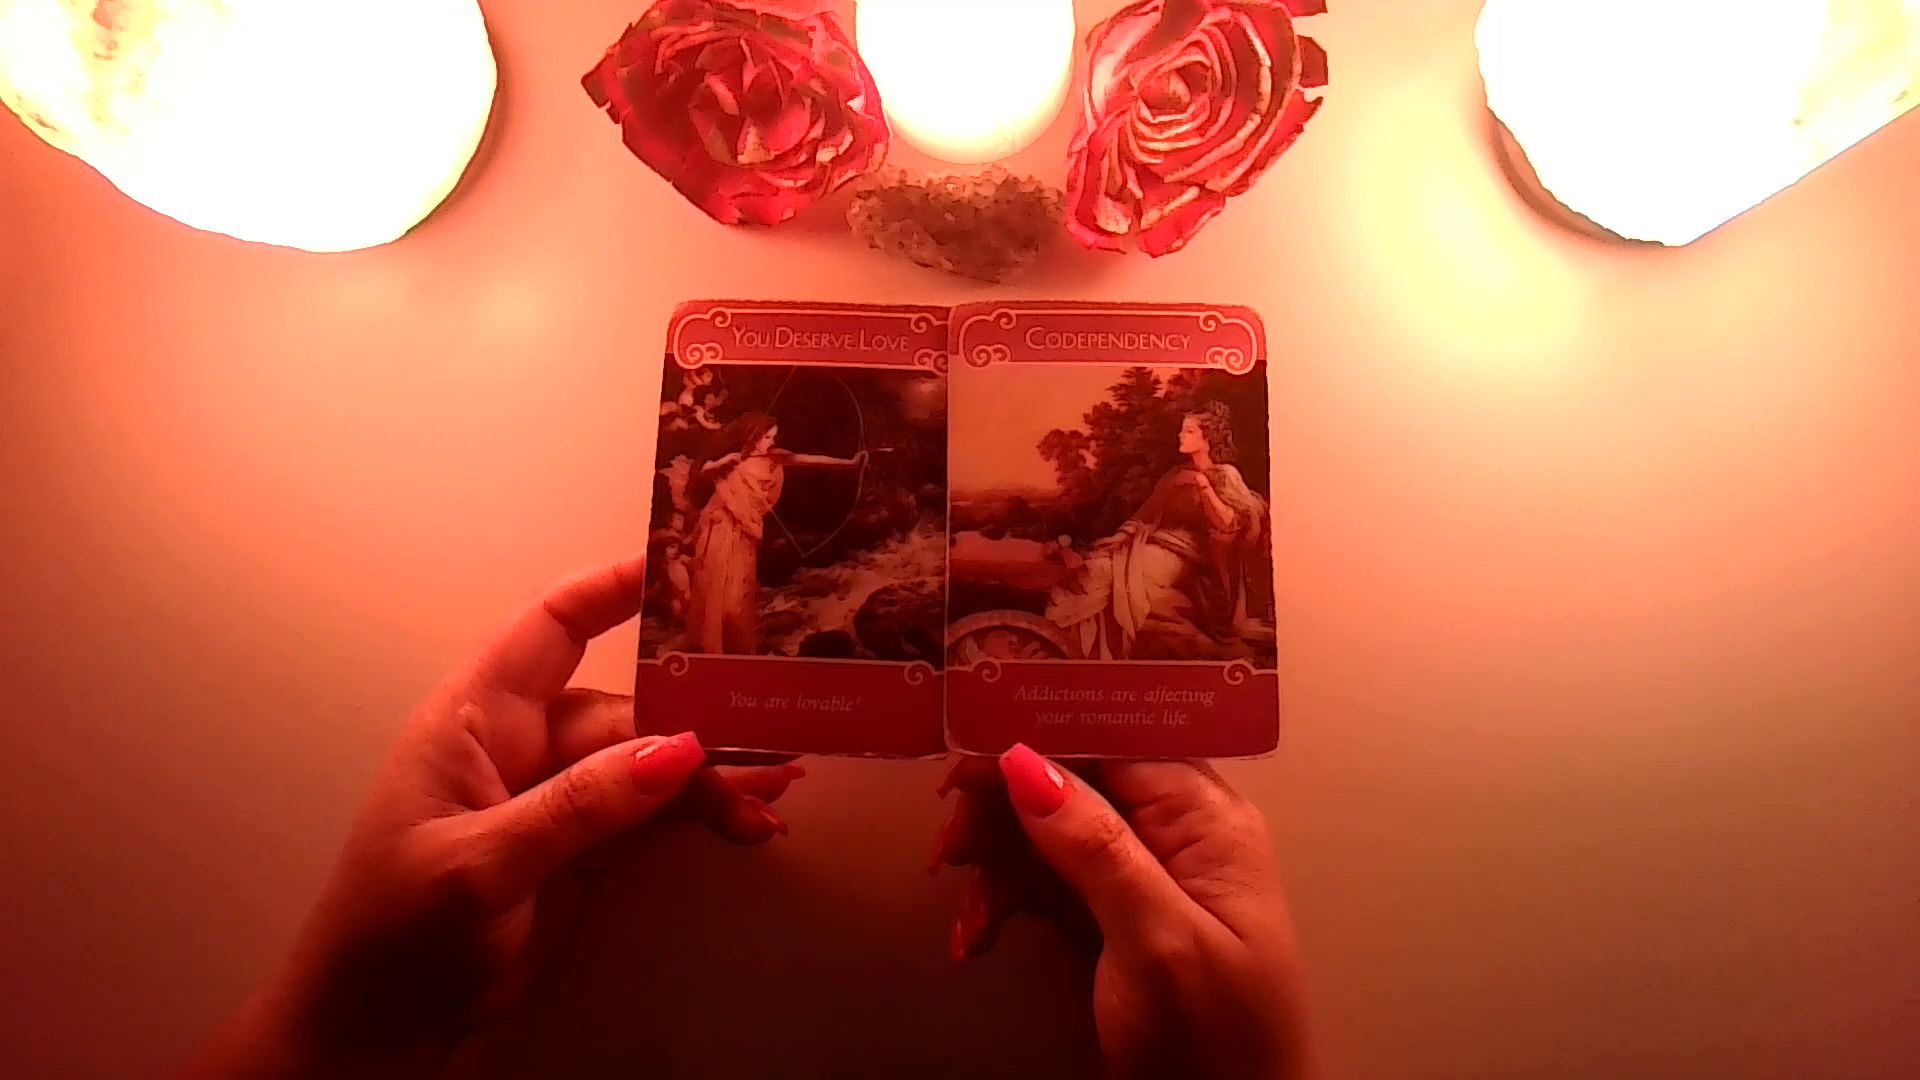 You Deserve Love
Codependency
You are lovable!
Addictions are affecting
your romantic life.